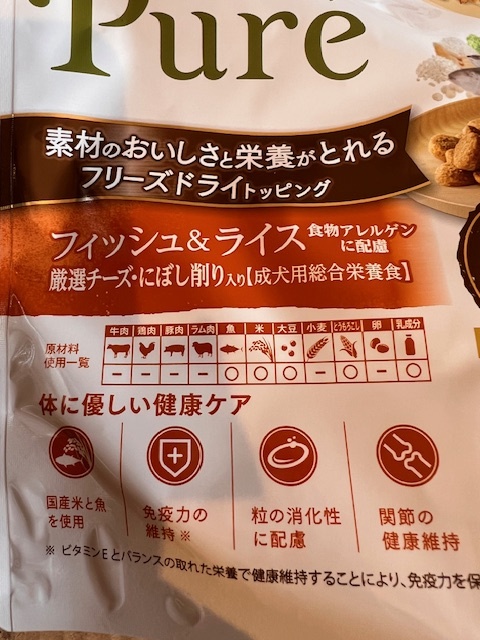 Puré
素材のおいしさと栄養がとれる
フリーズドライトッピング
フィッシュ&ライス 食物アレルゲン
に配慮
厳選チーズ・にぼし削り入り【成犬用総合栄養食】
原材料
使用一覧
牛肉 鶏肉 豚肉 ラム肉 魚 米 大豆 小麦 とうもろこし 卵 乳成分
－ － － － ○ ○ ○ － ○ － ○
体に優しい健康ケア
国産米と魚
を使用
免疫力の
維持※
粒の消化性
に配慮
関節の
健康維持
※ ビタミンEとバランスの取れた栄養で健康維持することにより、免疫力を保